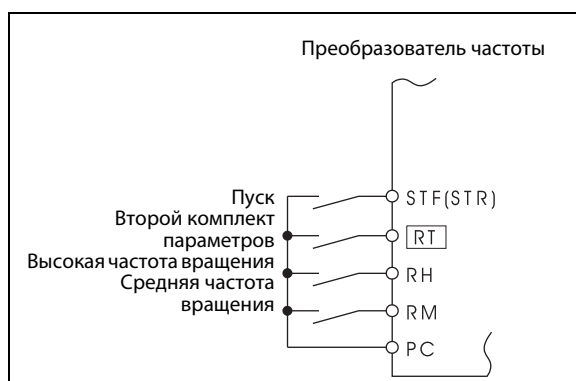 Преобразователь частоты
Пуск
STF(STR)
Второй комплект
параметров
RT
Высокая частота вращения
RH
Средняя частота
вращения
RM
PC